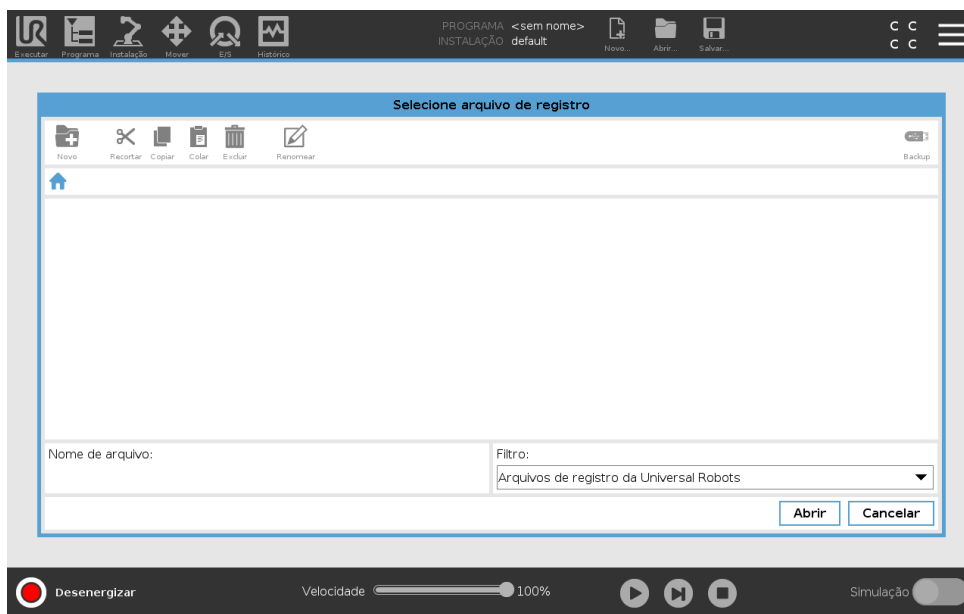 PROGRAMA <sem nome>
INSTALAÇÃO default
Executar Programa Instalação Mover E/S Histórico Novo... Abrir... Salvar...
C C
C C
Selecione arquivo de registro
Novo Recortar Copiar Colar Excluir Renomear Backup
Nome de arquivo:
Filtro:
Arquivos de registro da Universal Robots
Abrir Cancelar
Desenergizar Velocidade 100% Simulação